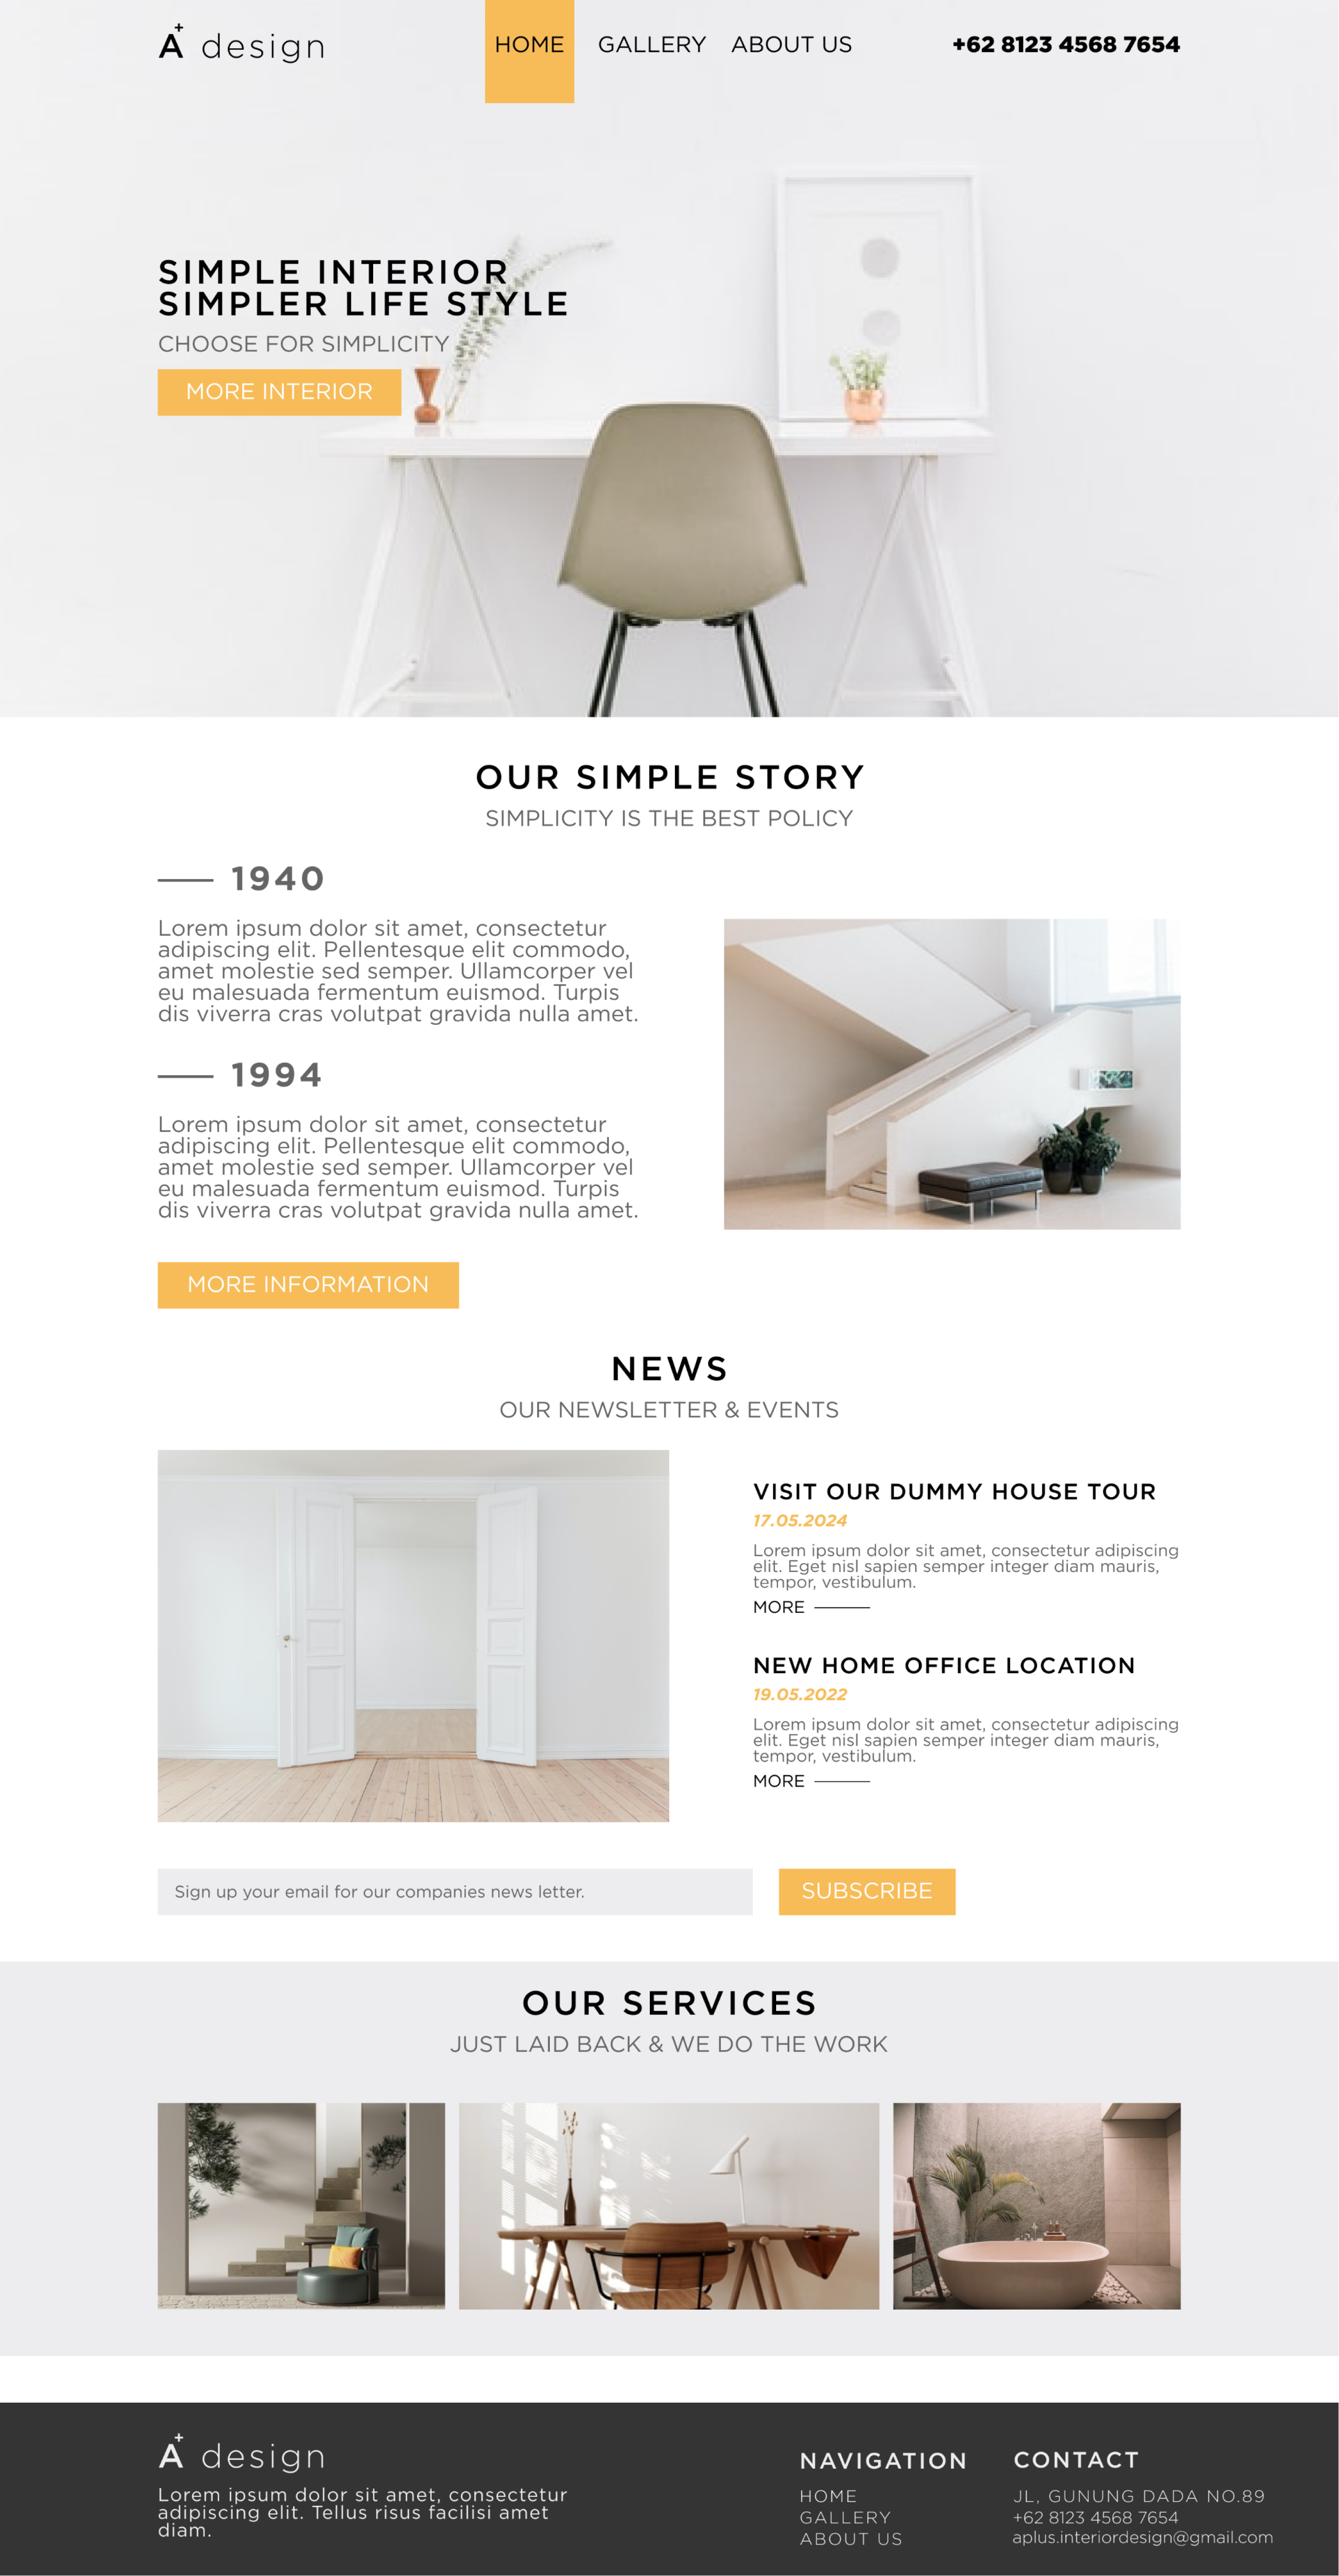 A+ design
HOME GALLERY ABOUT US
+62 8123 4568 7654
SIMPLE INTERIOR
SIMPLER LIFE STYLE
CHOOSE FOR SIMPLICITY
MORE INTERIOR
OUR SIMPLE STORY
SIMPLICITY IS THE BEST POLICY
1940
Lorem ipsum dolor sit amet, consectetur
adipiscing elit. Pellentesque elit commodo,
amet molestie sed semper. Ullamcorper vel
eu malesuada fermentum euismod. Turpis
dis viverra cras volutpat gravida nulla amet.
1994
Lorem ipsum dolor sit amet, consectetur
adipiscing elit. Pellentesque elit commodo,
amet molestie sed semper. Ullamcorper vel
eu malesuada fermentum euismod. Turpis
dis viverra cras volutpat gravida nulla amet.
MORE INFORMATION
NEWS
OUR NEWSLETTER & EVENTS
VISIT OUR DUMMY HOUSE TOUR
17.05.2024
Lorem ipsum dolor sit amet, consectetur adipiscing
elit. Eget nisl sapien semper integer diam mauris,
tempor, vestibulum.
MORE
NEW HOME OFFICE LOCATION
19.05.2022
Lorem ipsum dolor sit amet, consectetur adipiscing
elit. Eget nisl sapien semper integer diam mauris,
tempor, vestibulum.
MORE
Sign up your email for our companies news letter.
SUBSCRIBE
OUR SERVICES
JUST LAID BACK & WE DO THE WORK
A+ design
Lorem ipsum dolor sit amet, consectetur
adipiscing elit. Tellus risus facilisi amet
diam.
NAVIGATION
HOME
GALLERY
ABOUT US
CONTACT
JL, GUNUNG DADA NO.89
+62 8123 4568 7654
aplus.interiordesign@gmail.com